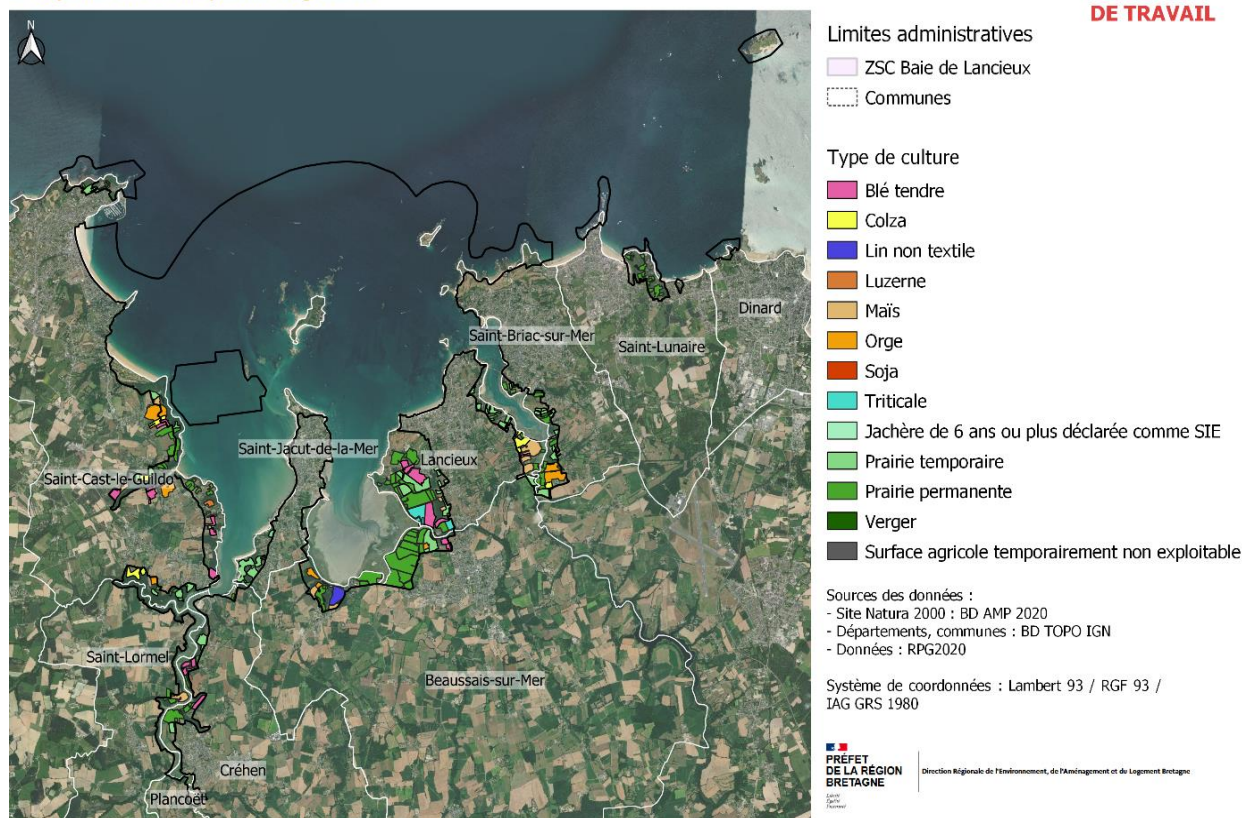 DE TRAVAIL
N
Limites administratives
ZSC Baie de Lancieux
Communes
Type de culture
Blé tendre
Colza
Lin non textile
Luzerne
Maïs
Orge
Soja
Triticale
Jachère de 6 ans ou plus déclarée comme SIE
Prairie temporaire
Prairie permanente
Verger
Surface agricole temporairement non exploitable
Sources des données :
- Site Natura 2000 : BD AMP 2020
- Départements, communes : BD TOPO IGN
- Données : RPG2020
Système de coordonnées : Lambert 93 / RGF 93 /
IAG GRS 1980
PRÉFET
DE LA RÉGION
BRETAGNE
Liberté
Égalité
Fraternité
Direction Régionale de l'Environnement, de l'Aménagement et du Logement Bretagne
Dinard
Saint-Briac-sur-Mer
Saint-Lunaire
Saint-Jacut-de-la-Mer
Lancieux
Saint-Cast-le-Guildo
Saint-Lormel
Beaussais-sur-Mer
Créhen
Plancoët